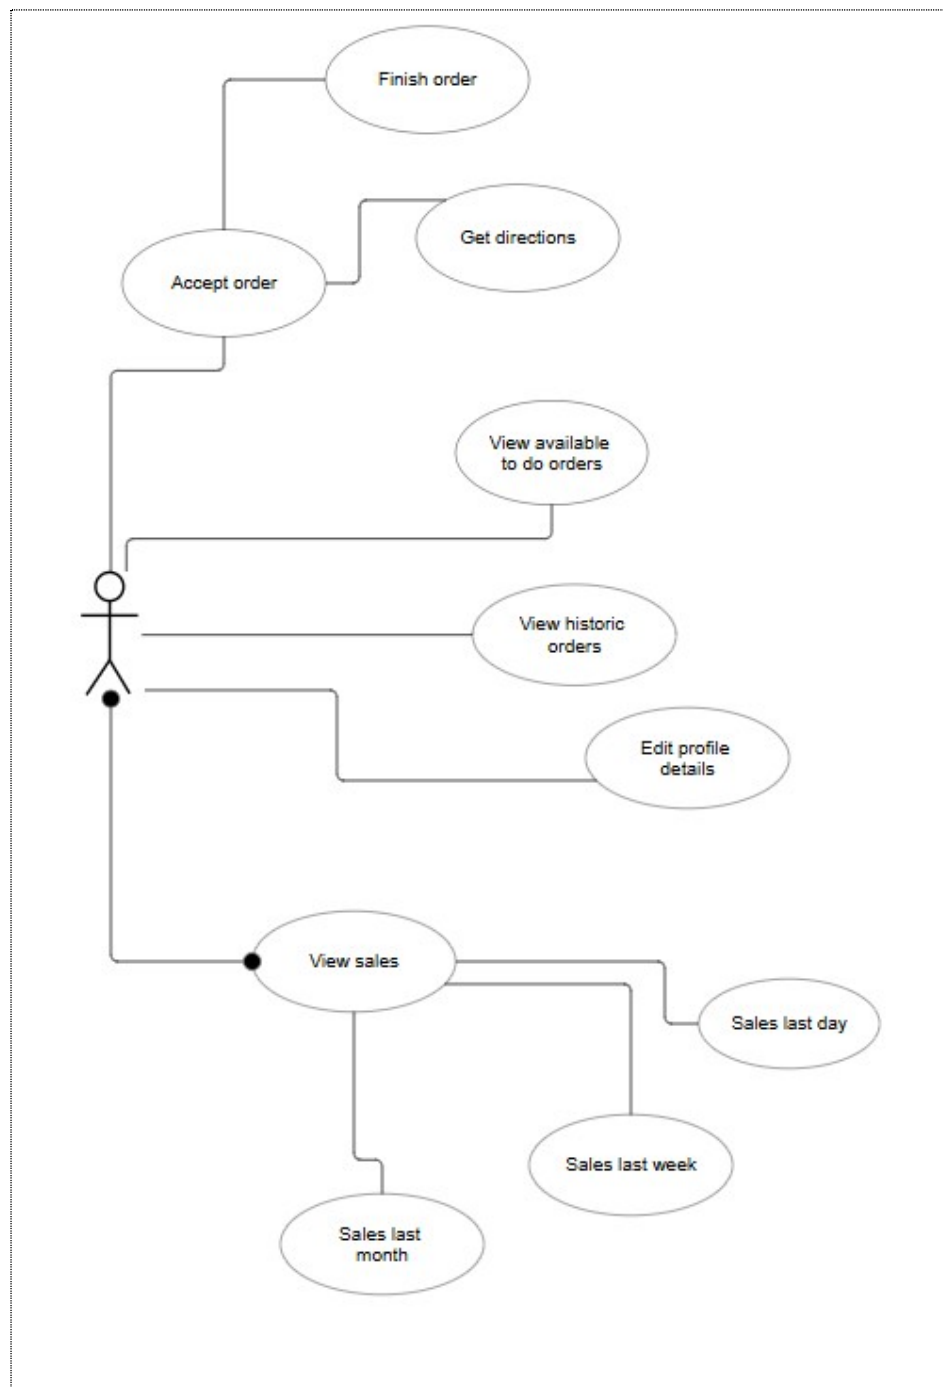 Finish order
Get directions
Accept order
View available
to do orders
View historic
orders
Edit profile
details
View sales
Sales last day
Sales last week
Sales last
month